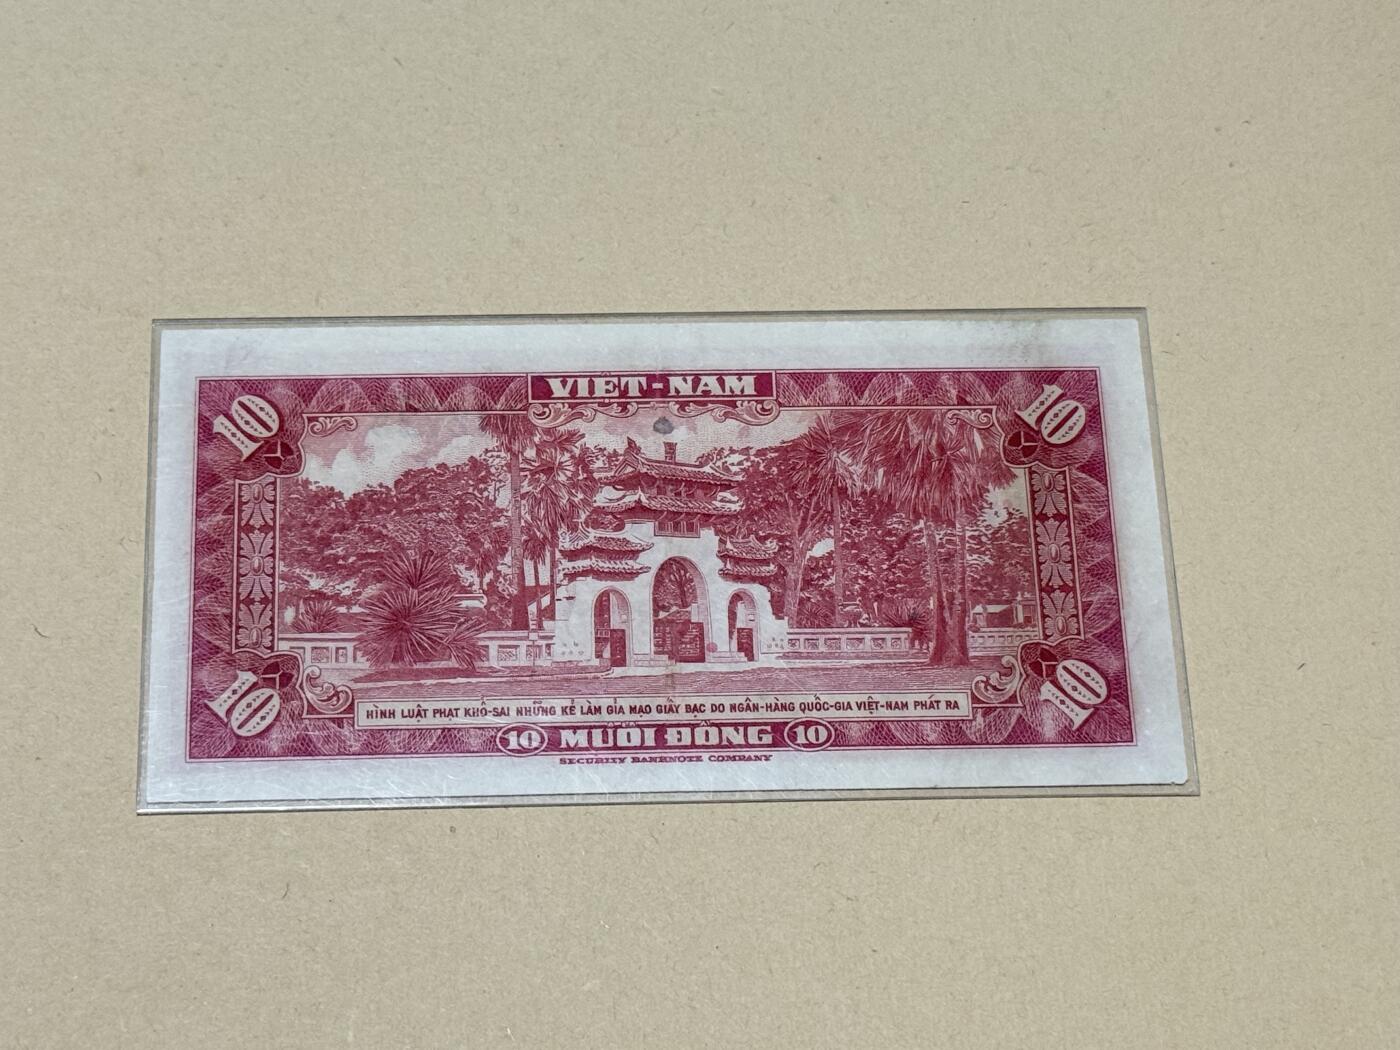 VIỆT-NAM
10 10
HÌNH LUẬT PHẠT KHỔ-SAI NHỮNG KẺ LÀM GIẢ MẠO GIẤY BẠC DO NGÂN-HÀNG QUỐC-GIA VIỆT-NAM PHÁT RA
10 10
10 MƯỜI ĐỒNG 10
SECURITY BANKNOTE COMPANY